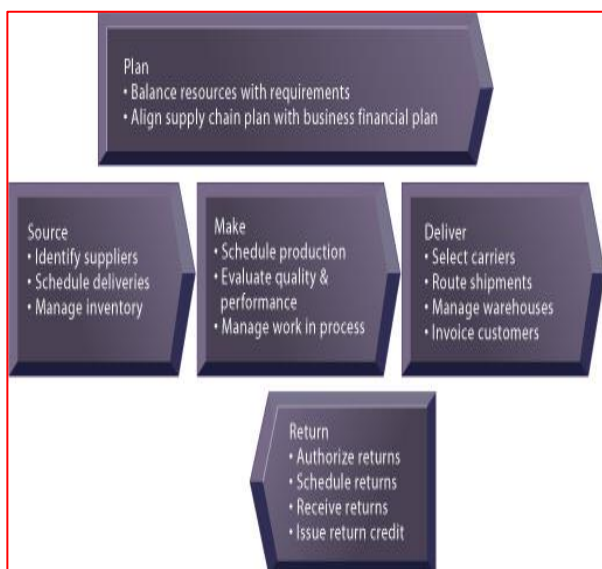 Plan
• Balance resources with requirements
• Align supply chain plan with business financial plan
Source
• Identify suppliers
• Schedule deliveries
• Manage inventory
Make
• Schedule production
• Evaluate quality &
performance
• Manage work in process
Deliver
• Select carriers
• Route shipments
• Manage warehouses
• Invoice customers
Return
• Authorize returns
• Schedule returns
• Receive returns
• Issue return credit